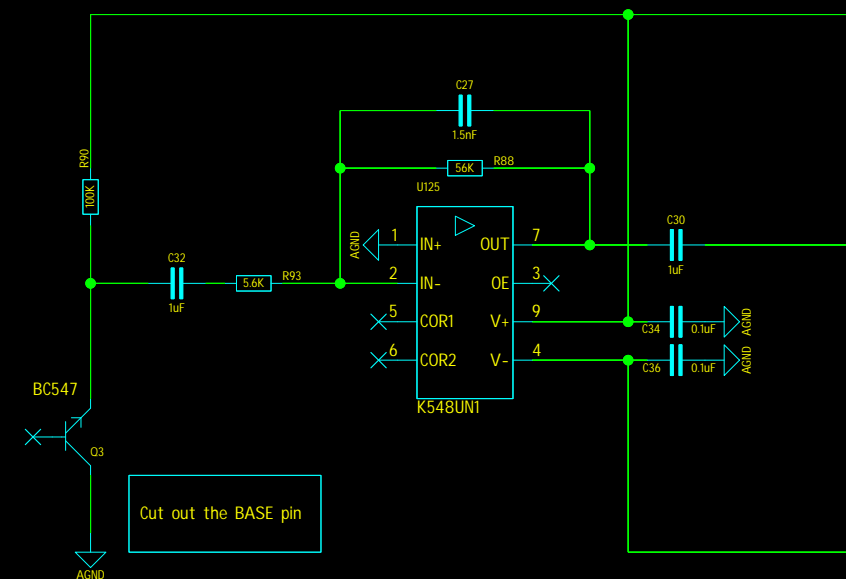 C27
1.5nF
R90
56K
R88
U125
100K
AGND
1
IN+
OUT
7
C30
1uF
C32
1uF
5.6K
R93
2
IN-
OE
3
5
COR1
V+
9
C34
0.1uF
AGND
6
COR2
V-
4
C36
0.1uF
AGND
BC547
K548UN1
Q3
Cut out the BASE pin
AGND